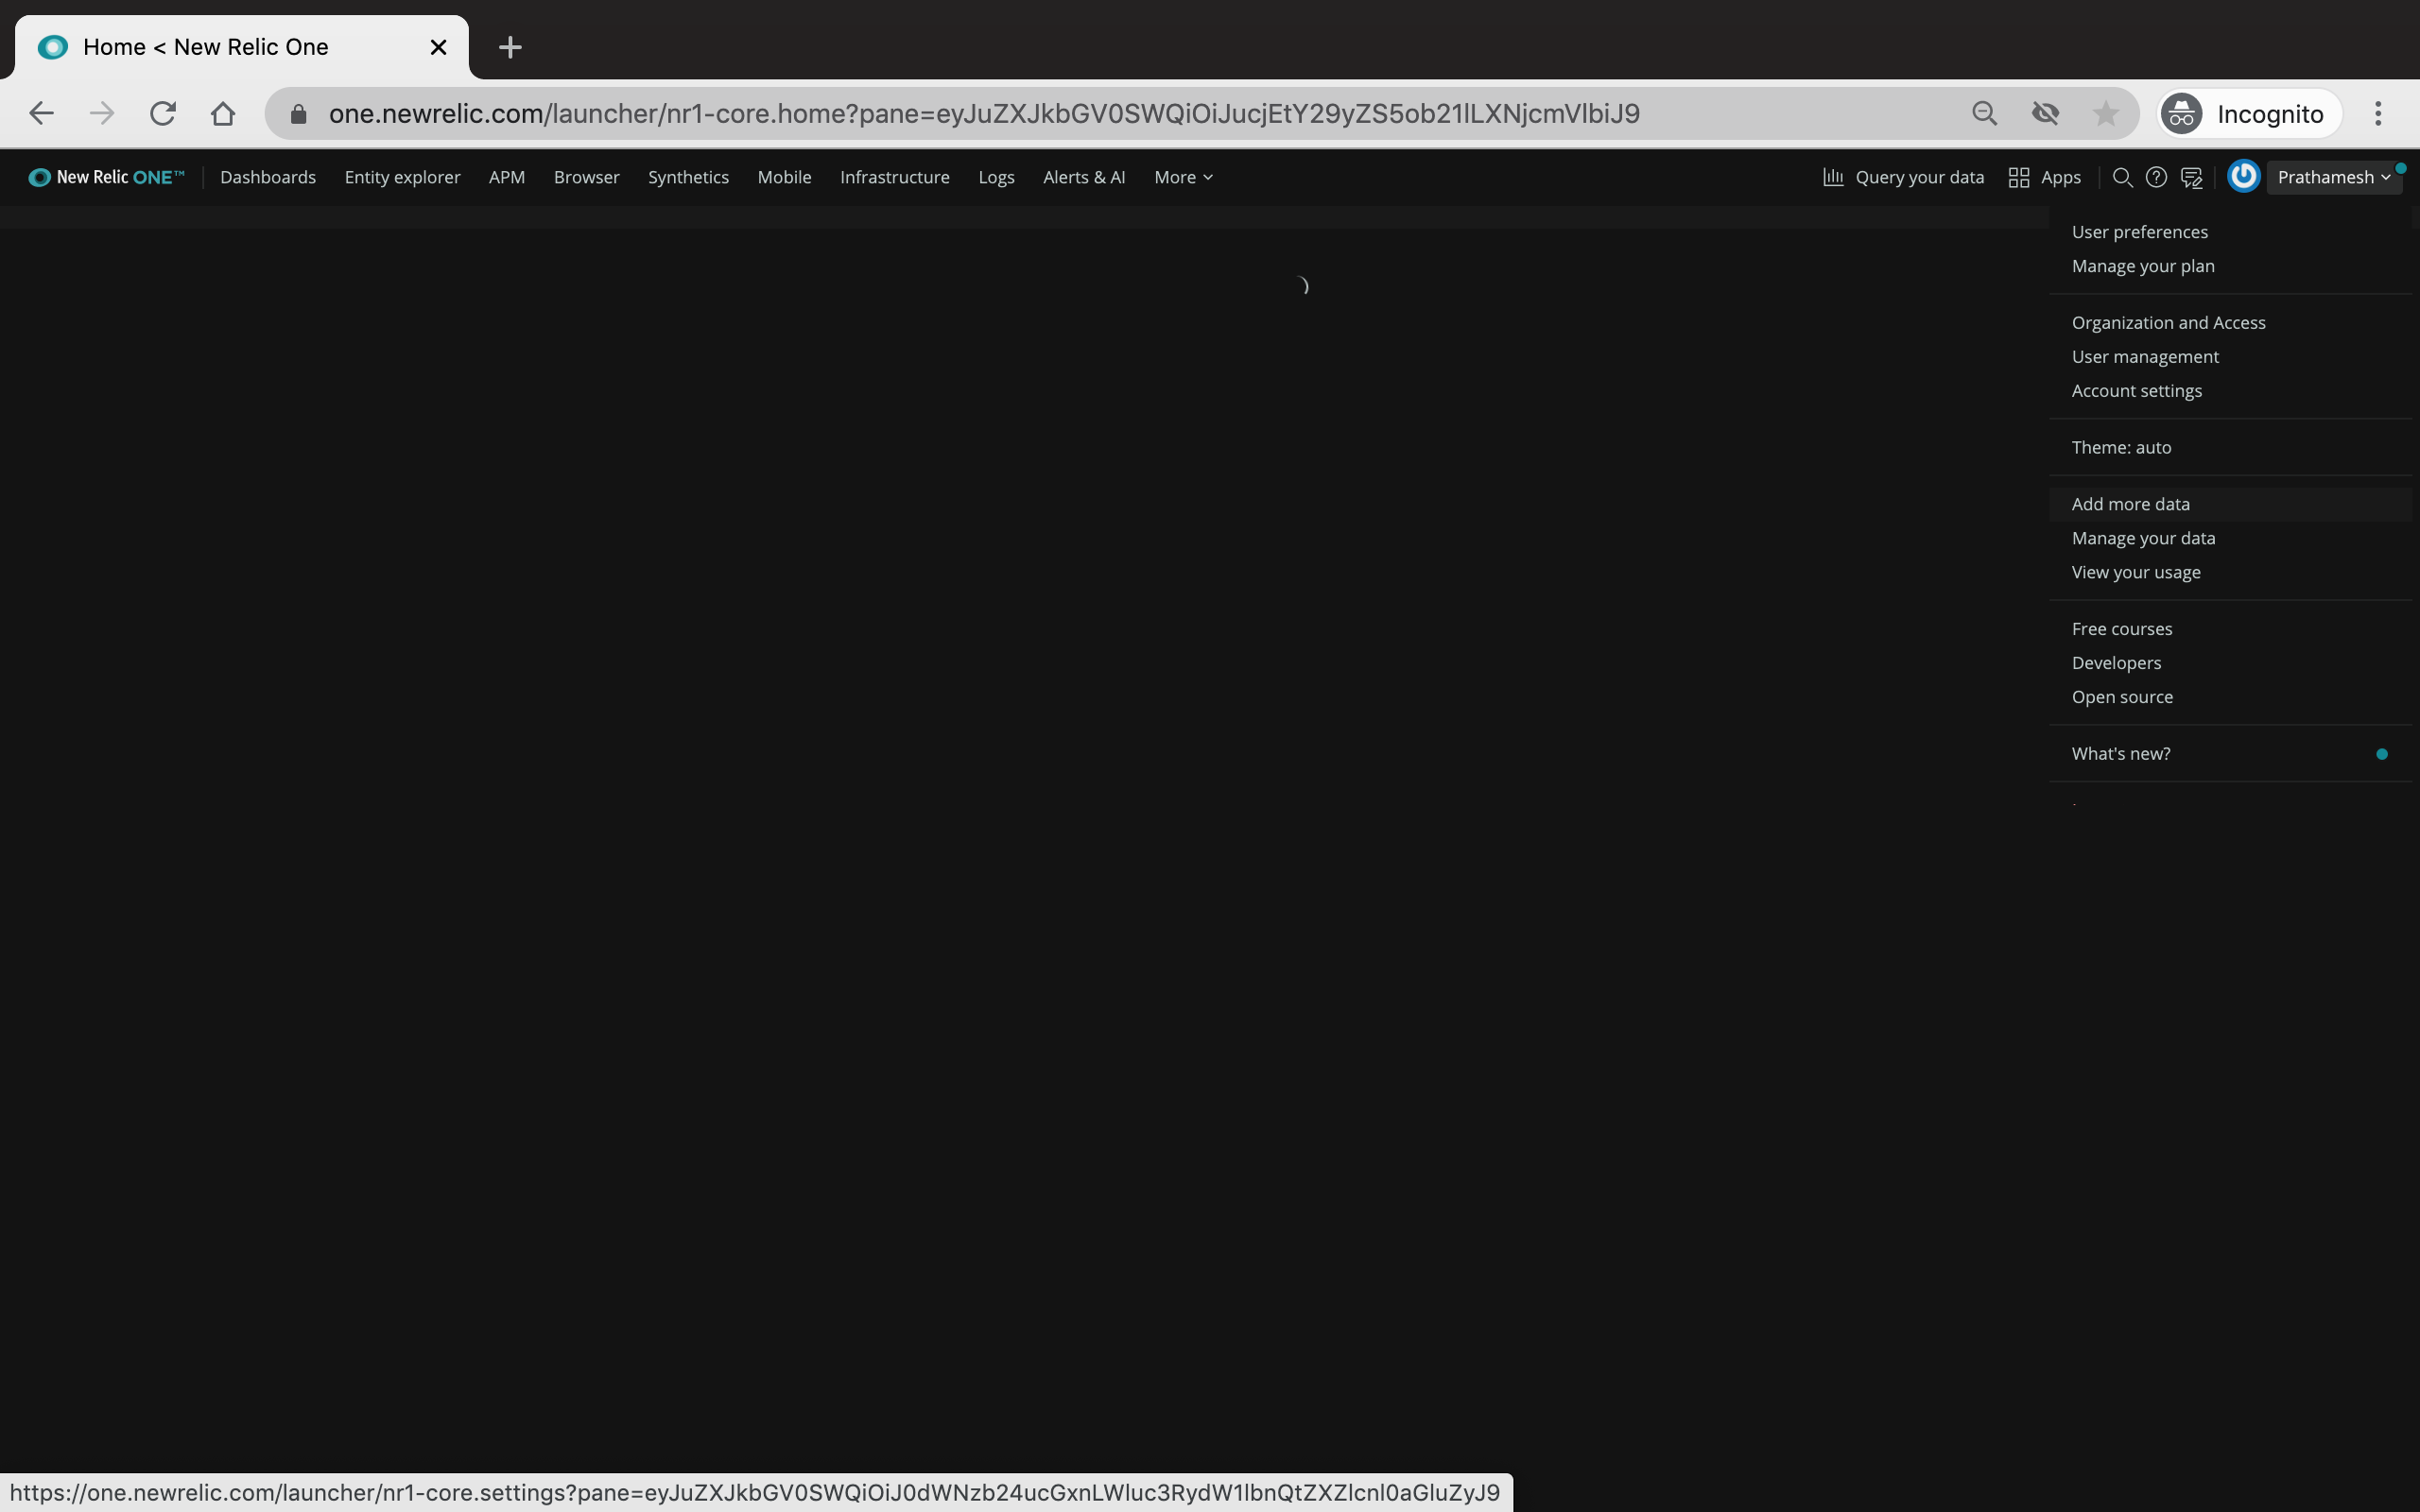 Home < New Relic One
one.newrelic.com/launcher/nr1-core.home?pane=eyJuZXJkbGV0SWQiOiJucjEtY29yZS5ob21lLXNjcmVlbiJ9
Incognito
New Relic ONE™ Dashboards Entity explorer APM Browser Synthetics Mobile Infrastructure Logs Alerts & AI More Query your data Apps Prathamesh
User preferences
Manage your plan
Organization and Access
User management
Account settings
Theme: auto
Add more data
Manage your data
View your usage
Free courses
Developers
Open source
What's new?
https://one.newrelic.com/launcher/nr1-core.settings?pane=eyJuZXJkbGV0SWQiOiJ0dWNzb24ucGxnLWluc3RydW1lbnQtZXZlcnl0aGluZyJ9